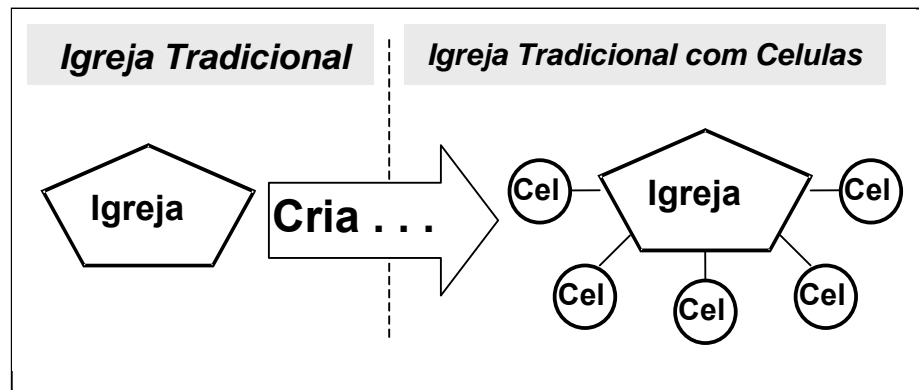 Igreja Tradicional
Igreja Tradicional com Celulas
Igreja
Cria . . .
Cel
Igreja
Cel
Cel
Cel
Cel